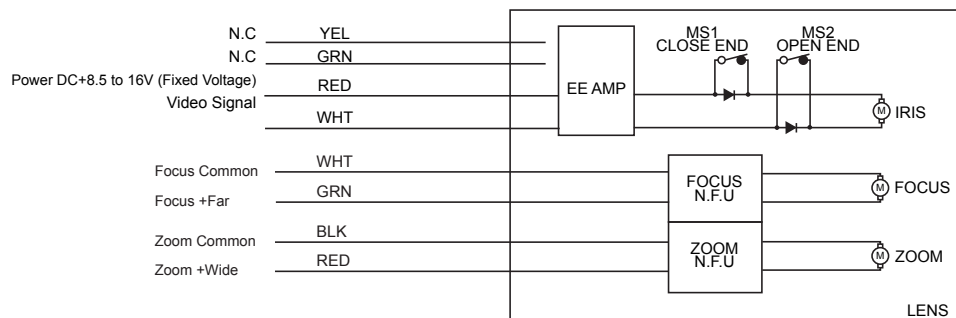 N.C YEL
N.C GRN
Power DC+8.5 to 16V (Fixed Voltage) RED
Video Signal WHT
Focus Common WHT
Focus +Far GRN
Zoom Common BLK
Zoom +Wide RED
EE AMP
MS1
CLOSE END
MS2
OPEN END
M IRIS
FOCUS
N.F.U
M FOCUS
ZOOM
N.F.U
M ZOOM
LENS